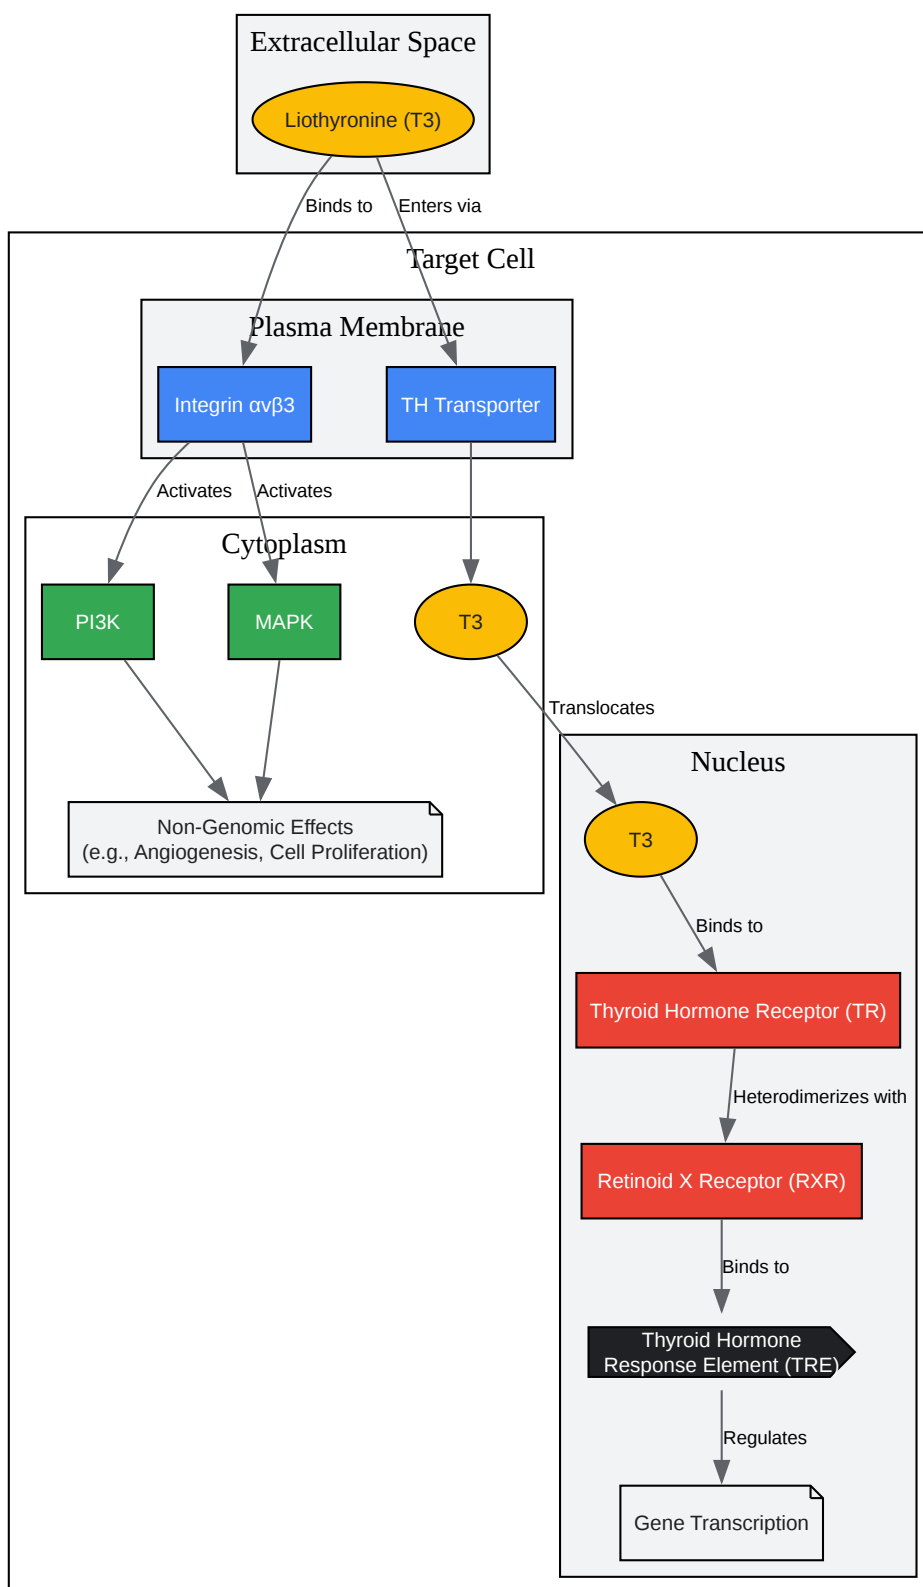 Extracellular Space
Liothyronine (T3)
Binds to
Enters via
Target Cell
Plasma Membrane
Integrin αvβ3
TH Transporter
Activates
Activates
Cytoplasm
PI3K
MAPK
T3
Translocates
Nucleus
T3
Non-Genomic Effects
(e.g., Angiogenesis, Cell Proliferation)
Binds to
Thyroid Hormone Receptor (TR)
Heterodimerizes with
Retinoid X Receptor (RXR)
Binds to
Thyroid Hormone
Response Element (TRE)
Regulates
Gene Transcription